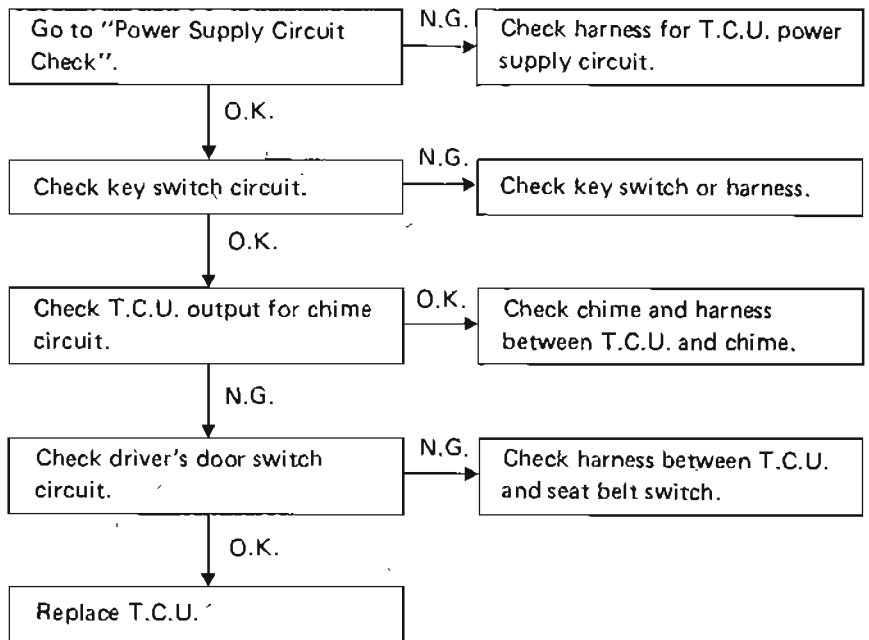 Go to "Power Supply Circuit
Check".
N.G.
Check harness for T.C.U. power
supply circuit.
O.K.
Check key switch circuit.
N.G.
Check key switch or harness.
O.K.
Check T.C.U. output for chime
circuit.
O.K.
Check chime and harness
between T.C.U. and chime.
N.G.
Check driver's door switch
circuit.
N.G.
Check harness between T.C.U.
and seat belt switch.
O.K.
Replace T.C.U.